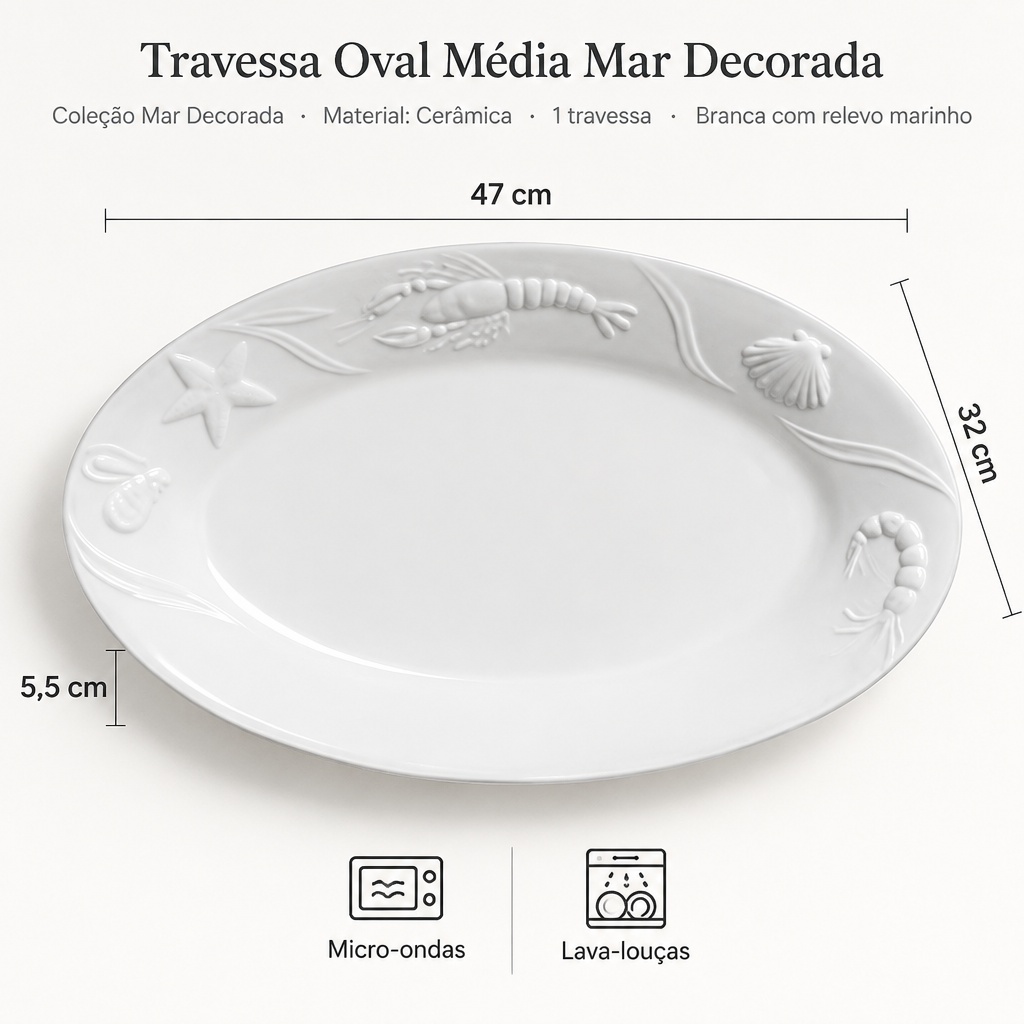 Travessa Oval Média Mar Decorada
Coleção Mar Decorada · Material: Cerâmica · 1 travessa · Branca com relevo marinho
47 cm
32 cm
5,5 cm
Micro-ondas
Lava-louças